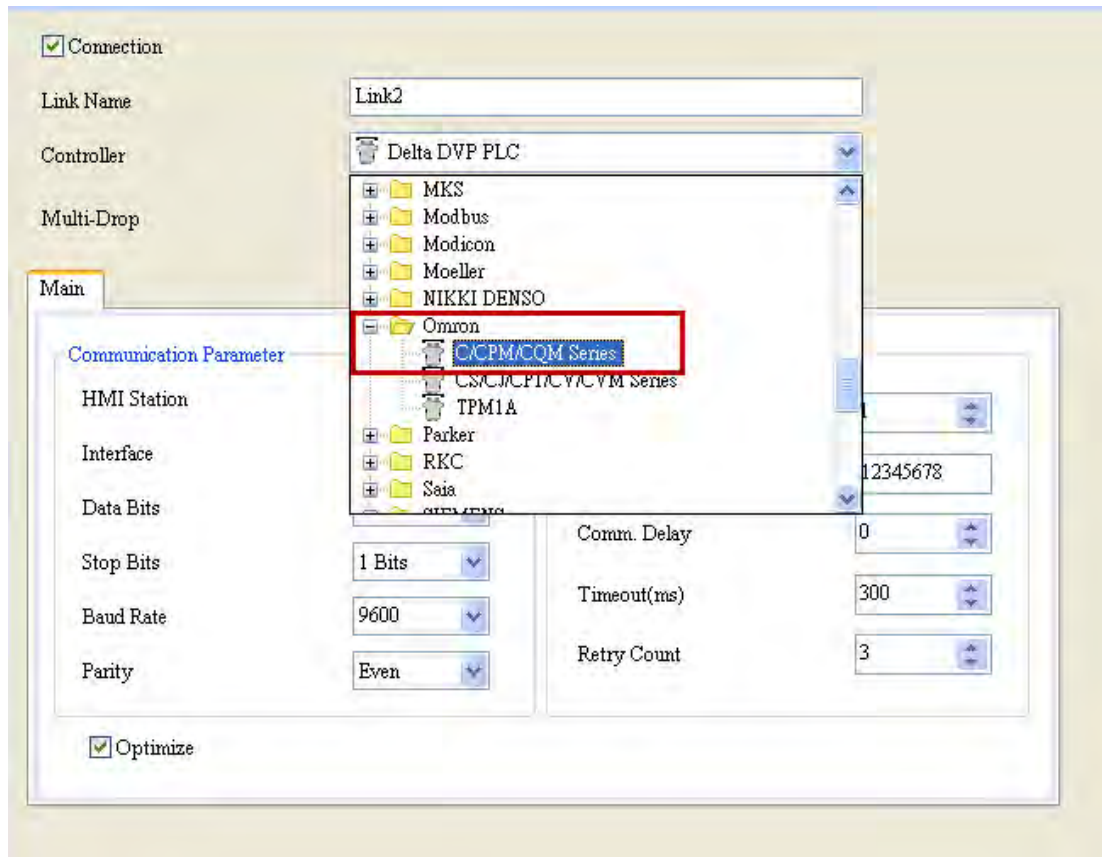 Connection
Link Name
Link2
Controller
Delta DVP PLC
Multi-Drop
MKS
Modbus
Modicon
Moeller
NIKKI DENSO
Omron
C/CPM/CQM Series
CS/CJ/CPI/CV/CVM Series
TPM1A
Parker
RKC
Saia
SIEMENS
Main
Communication Parameter
HMI Station
Interface
12345678
Data Bits
Comm. Delay
0
Stop Bits
1 Bits
Timeout(ms)
300
Baud Rate
9600
Retry Count
3
Parity
Even
Optimize